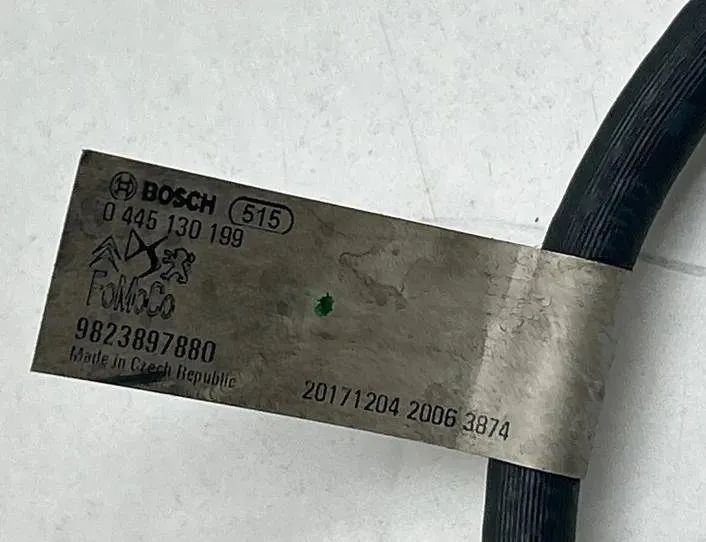 BOSCH 515
0 445 130 199
FoMoCo
9823897880
Made in Czech Republic
20171204 2006 3874